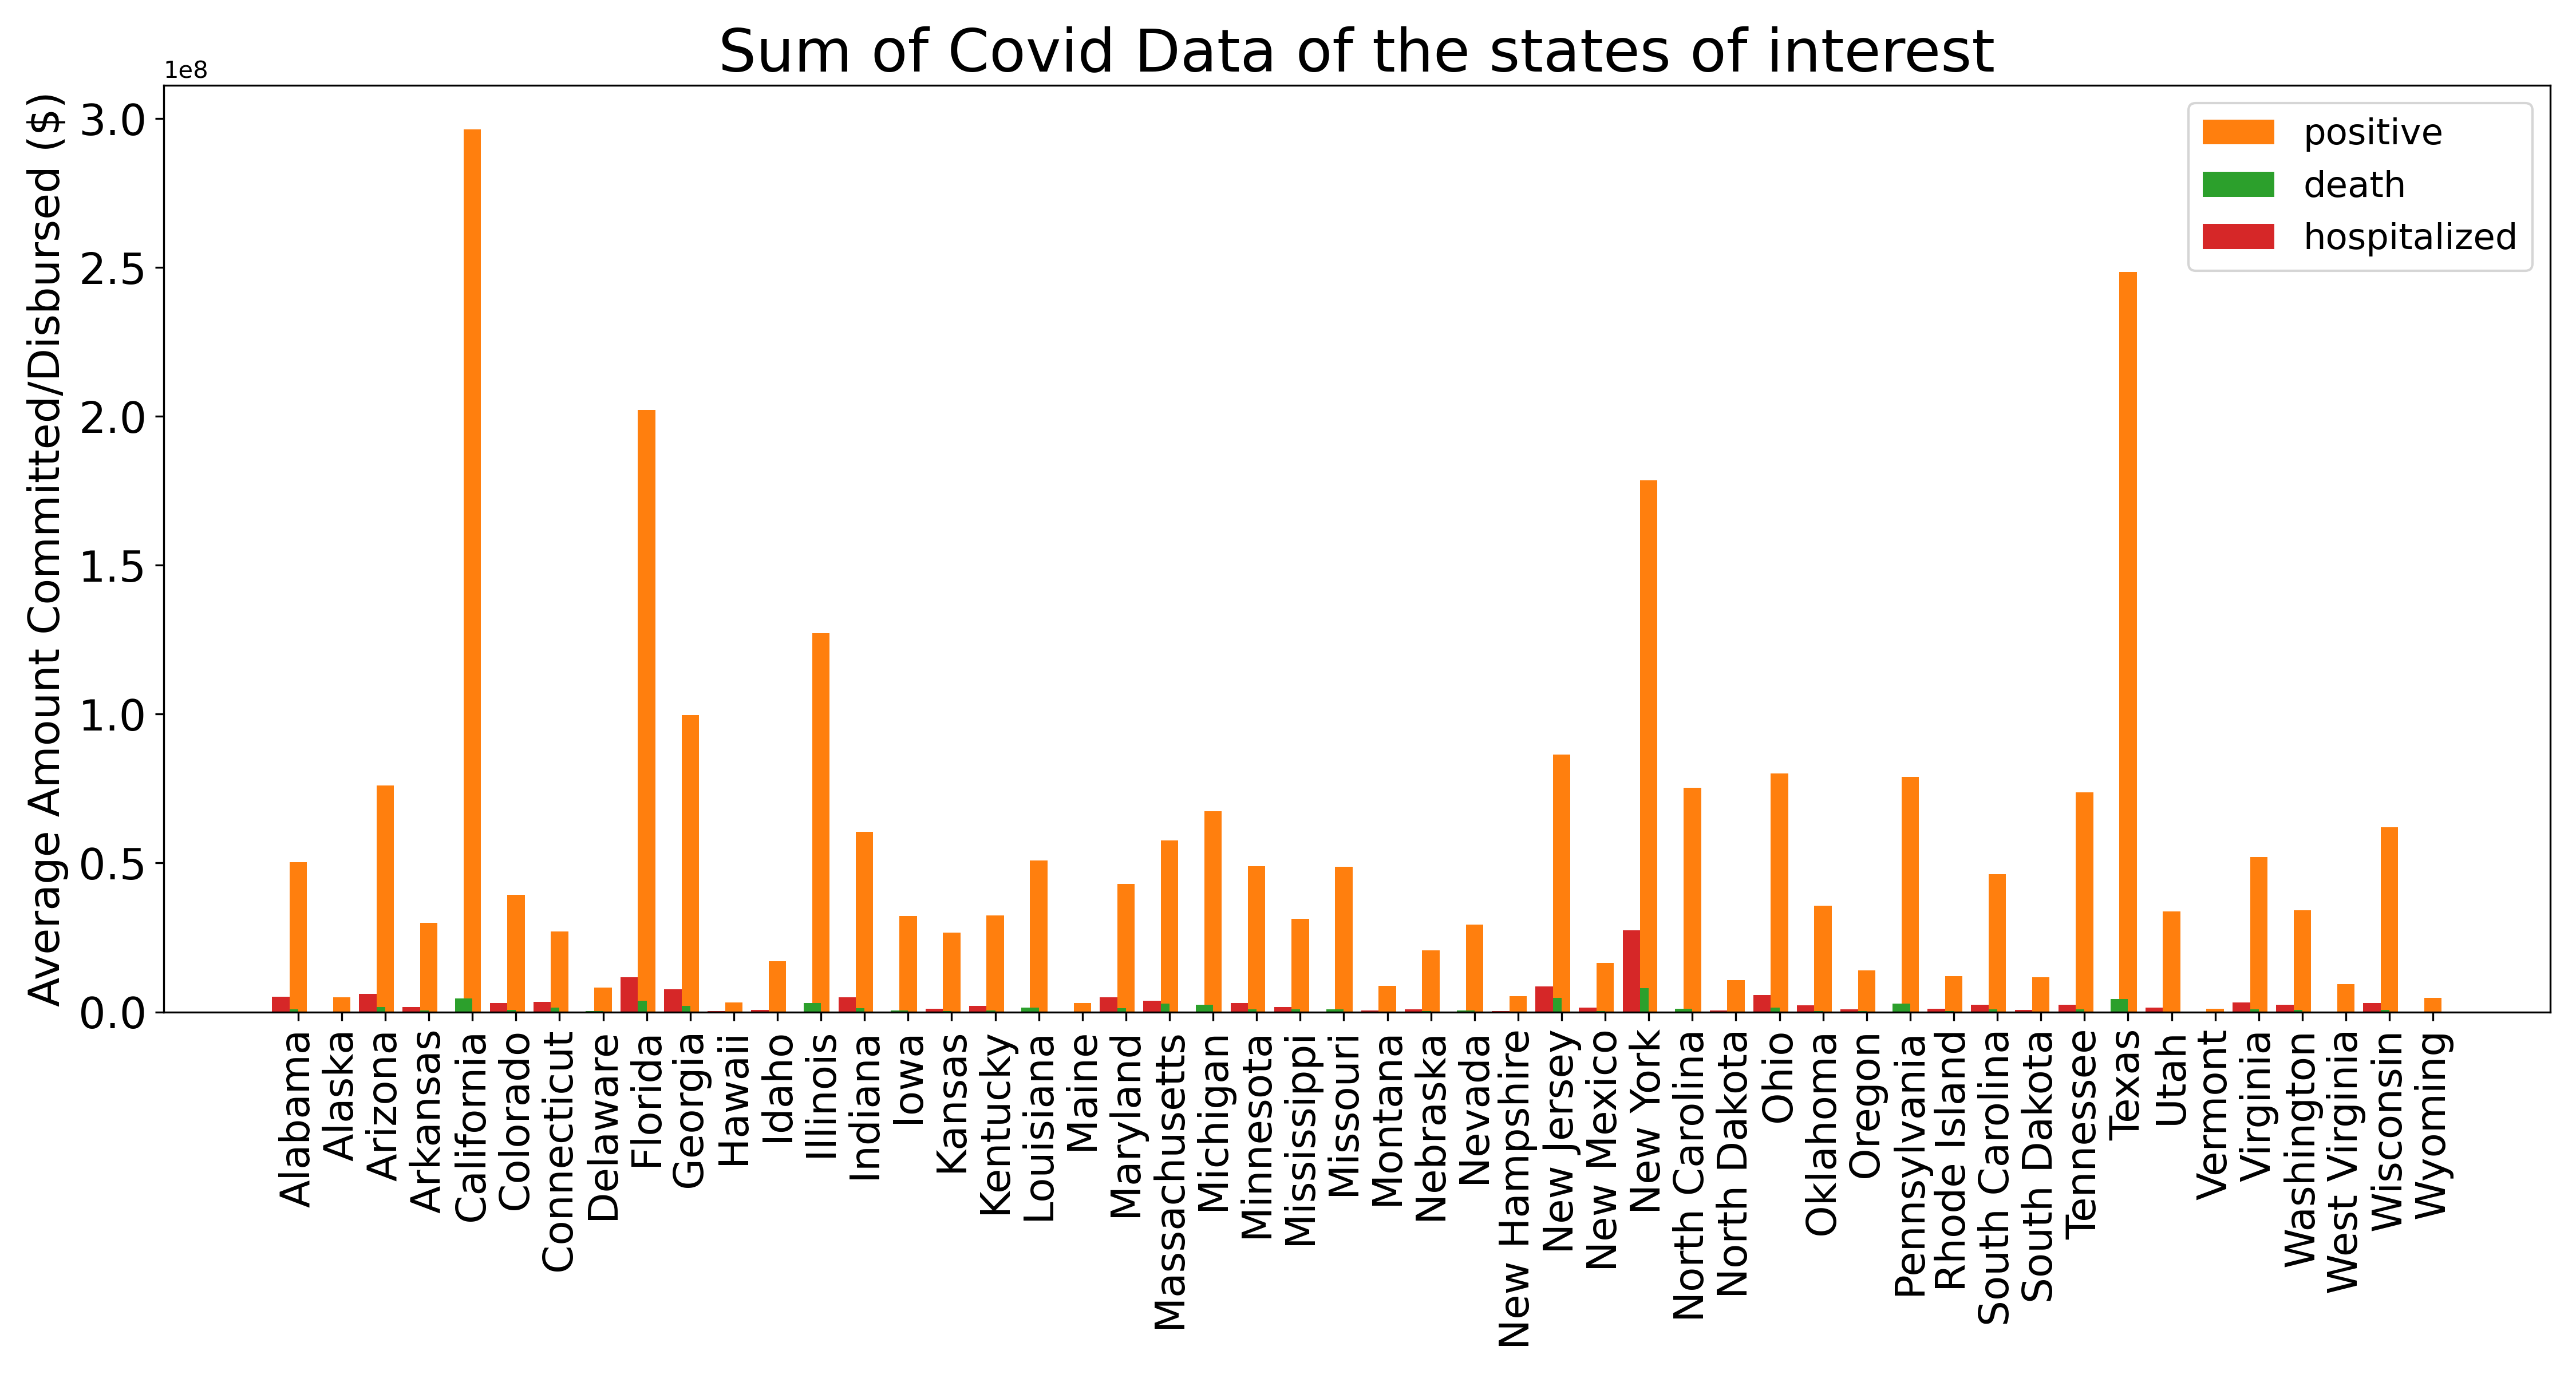 Sum of Covid Data of the states of interest
1e8
Average Amount Committed/Disbursed ($)
3.0
2.5
2.0
1.5
1.0
0.5
0.0
positive
death
hospitalized
Alabama
Alaska
Arizona
Arkansas
California
Colorado
Connecticut
Delaware
Florida
Georgia
Hawaii
Idaho
Illinois
Indiana
Iowa
Kansas
Kentucky
Louisiana
Maine
Maryland
Massachusetts
Michigan
Minnesota
Mississippi
Missouri
Montana
Nebraska
Nevada
New Hampshire
New Jersey
New Mexico
New York
North Carolina
North Dakota
Ohio
Oklahoma
Oregon
Pennsylvania
Rhode Island
South Carolina
South Dakota
Tennessee
Texas
Utah
Vermont
Virginia
Washington
West Virginia
Wisconsin
Wyoming